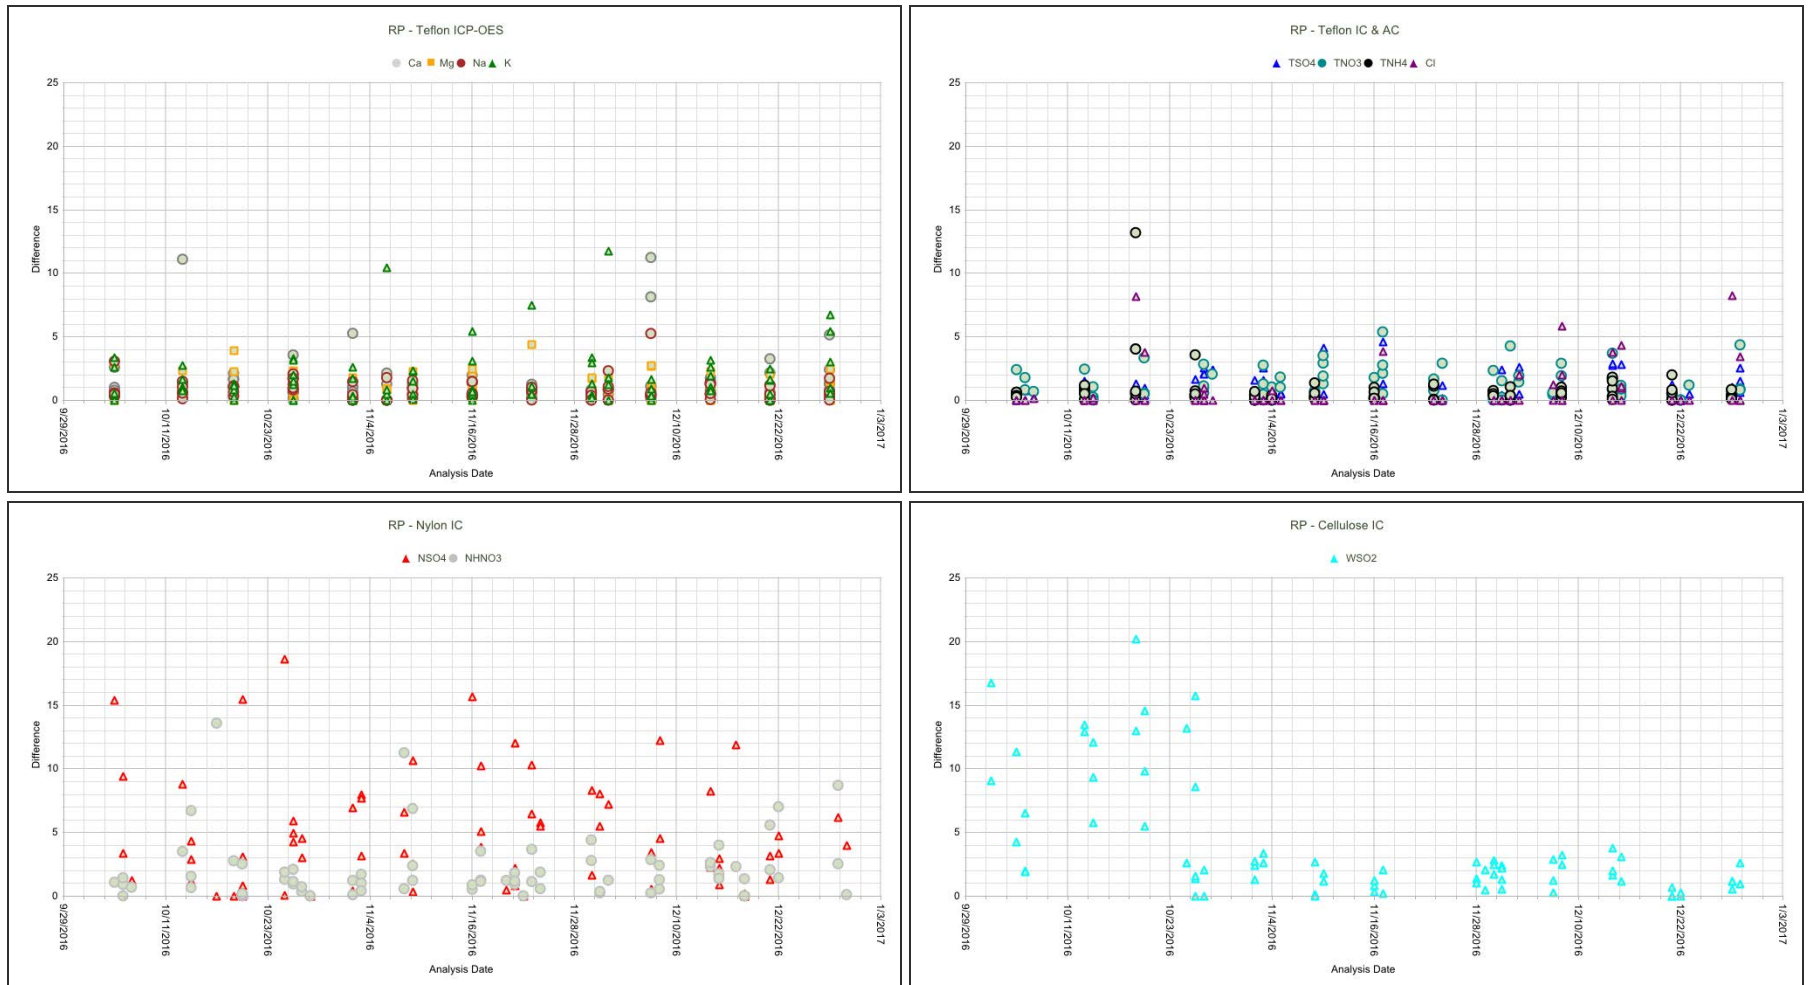 RP - Teflon ICP-OES
Ca Mg Na K
25
20
15
10
5
0
Difference
9/29/2016 10/11/2016 10/23/2016 11/4/2016 11/16/2016 11/28/2016 12/10/2016 12/22/2016 1/3/2017
Analysis Date
RP - Teflon IC & AC
TSO4 TNO3 TNH4 Cl
25
20
15
10
5
0
Difference
9/29/2016 10/11/2016 10/23/2016 11/4/2016 11/16/2016 11/28/2016 12/10/2016 12/22/2016 1/3/2017
Analysis Date
RP - Nylon IC
NSO4 NHNO3
25
20
15
10
5
0
Difference
9/29/2016 10/11/2016 10/23/2016 11/4/2016 11/16/2016 11/28/2016 12/10/2016 12/22/2016 1/3/2017
Analysis Date
RP - Cellulose IC
WSO2
25
20
15
10
5
0
Difference
9/29/2016 10/11/2016 10/23/2016 11/4/2016 11/16/2016 11/28/2016 12/10/2016 12/22/2016 1/3/2017
Analysis Date